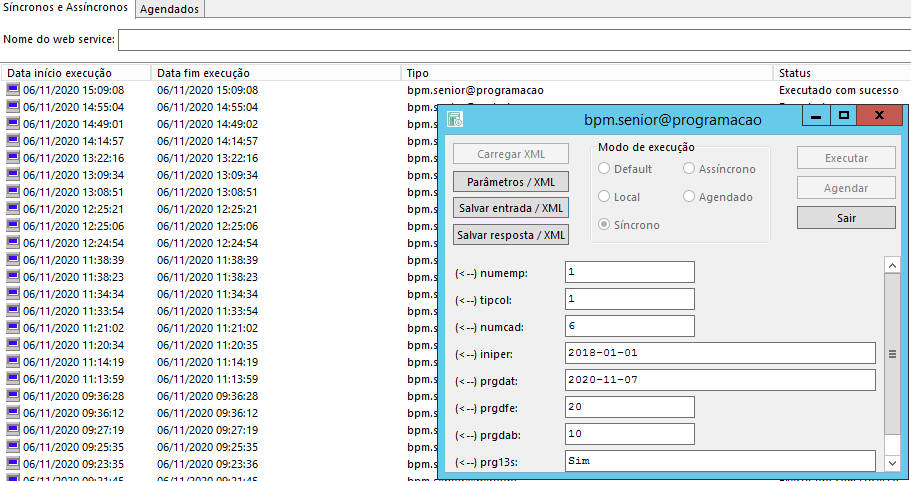 Síncronos e Assíncronos Agendados
Nome do web service:
Data início execução Data fim execução Tipo Status
06/11/2020 15:09:08 06/11/2020 15:09:08 bpm.senior@programacao Executado com sucesso
06/11/2020 14:55:04 06/11/2020 14:55:04
06/11/2020 14:49:01 06/11/2020 14:49:02 bpm.s
06/11/2020 14:14:57 06/11/2020 14:14:57 bpm.s
06/11/2020 13:22:16 06/11/2020 13:22:16 bpm.s
06/11/2020 13:09:34 06/11/2020 13:09:34 bpm.s
06/11/2020 13:08:51 06/11/2020 13:08:51 bpm.s
06/11/2020 12:25:21 06/11/2020 12:25:21 bpm.s
06/11/2020 12:25:06 06/11/2020 12:25:06 bpm.s
06/11/2020 12:24:54 06/11/2020 12:24:54 bpm.s
06/11/2020 11:38:39 06/11/2020 11:38:39 bpm.s
06/11/2020 11:38:23 06/11/2020 11:38:23 bpm.s
06/11/2020 11:34:34 06/11/2020 11:34:34 bpm.s
06/11/2020 11:33:54 06/11/2020 11:33:54 bpm.s
06/11/2020 11:21:02 06/11/2020 11:21:02 bpm.s
06/11/2020 11:20:34 06/11/2020 11:20:35 bpm.s
06/11/2020 11:14:19 06/11/2020 11:14:19 bpm.s
06/11/2020 11:13:59 06/11/2020 11:13:59 bpm.s
06/11/2020 09:36:28 06/11/2020 09:36:28 bpm.s
06/11/2020 09:36:12 06/11/2020 09:36:12 bpm.s
06/11/2020 09:27:19 06/11/2020 09:27:19 bpm.s
06/11/2020 09:25:35 06/11/2020 09:25:35 bpm.s
06/11/2020 09:23:35 06/11/2020 09:23:36 bpm.s
06/11/2020 09:21:45 06/11/2020 09:21:45
bpm.senior@programacao
Carregar XML
Parâmetros / XML
Salvar entrada / XML
Salvar resposta / XML
Modo de execução
Default Assíncrono
Local Agendado
Síncrono
Executar
Agendar
Sair
(<--) numemp: 1
(<--) tipcol: 1
(<--) numcad: 6
(<--) iniper: 2018-01-01
(<--) prgdat: 2020-11-07
(<--) prgdfe: 20
(<--) prgdab: 10
(<--) prg13s: Sim